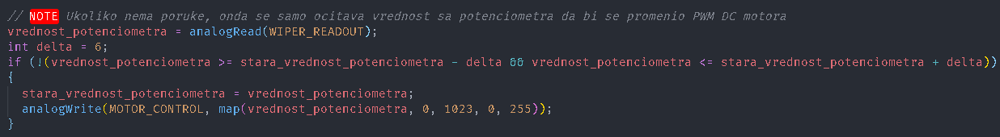 // NOTE Ukoliko nema poruke, onda se samo ocitava vrednost sa potenciometra da bi se promenio PWM DC motora
vrednost_potenciometra = analogRead(WIPER_READOUT);
int delta = 6;
if (!(vrednost_potenciometra >= stara_vrednost_potenciometra - delta && vrednost_potenciometra <= stara_vrednost_potenciometra + delta))
{
  stara_vrednost_potenciometra = vrednost_potenciometra;
  analogWrite(MOTOR_CONTROL, map(vrednost_potenciometra, 0, 1023, 0, 255));
}